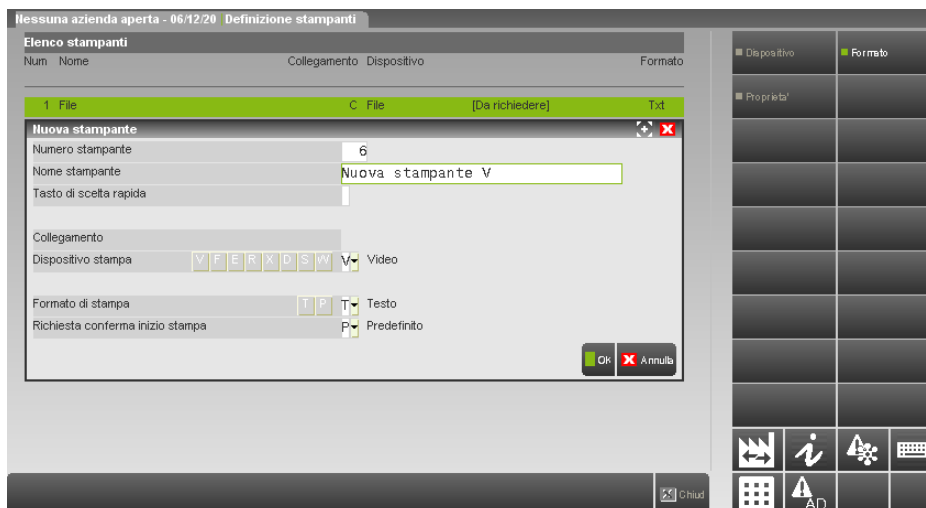 Nessuna azienda aperta - 06/12/20 Definizione stampanti
Elenco stampanti
Num Nome Collegamento Dispositivo Formato
1 File C File [Da richiedere] Txt
Nuova stampante
Numero stampante 6
Nome stampante Nuova stampante V
Tasto di scelta rapida
Collegamento
Dispositivo stampa V F E R X D S W V Video
Formato di stampa T P T Testo
Richiesta conferma inizio stampa P Predefinito
Ok Annulla
Dispositivo Formato
Proprieta'
Chiud
AD